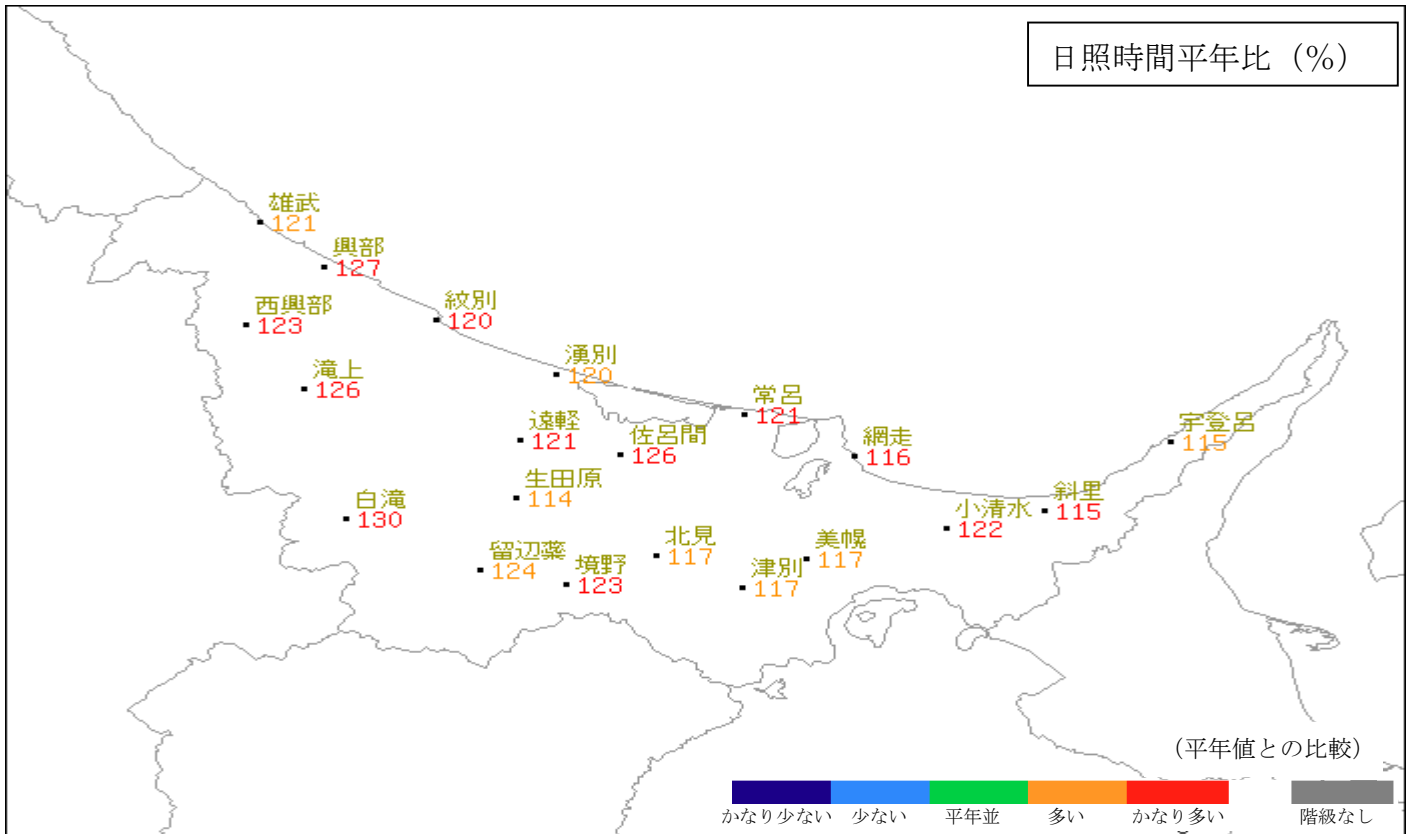 日照時間平年比（％）
雄武
121
興部
127
西興部
123
紋別
120
滝上
126
湧別
120
常呂
121
遠軽
121
佐呂間
126
網走
116
宇登呂
115
生田原
114
白滝
130
斜里
115
小清水
122
留辺蘂
124
境野
123
北見
117
美幌
117
津別
117
（平年値との比較）
かなり少ない 少ない 平年並 多い かなり多い 階級なし